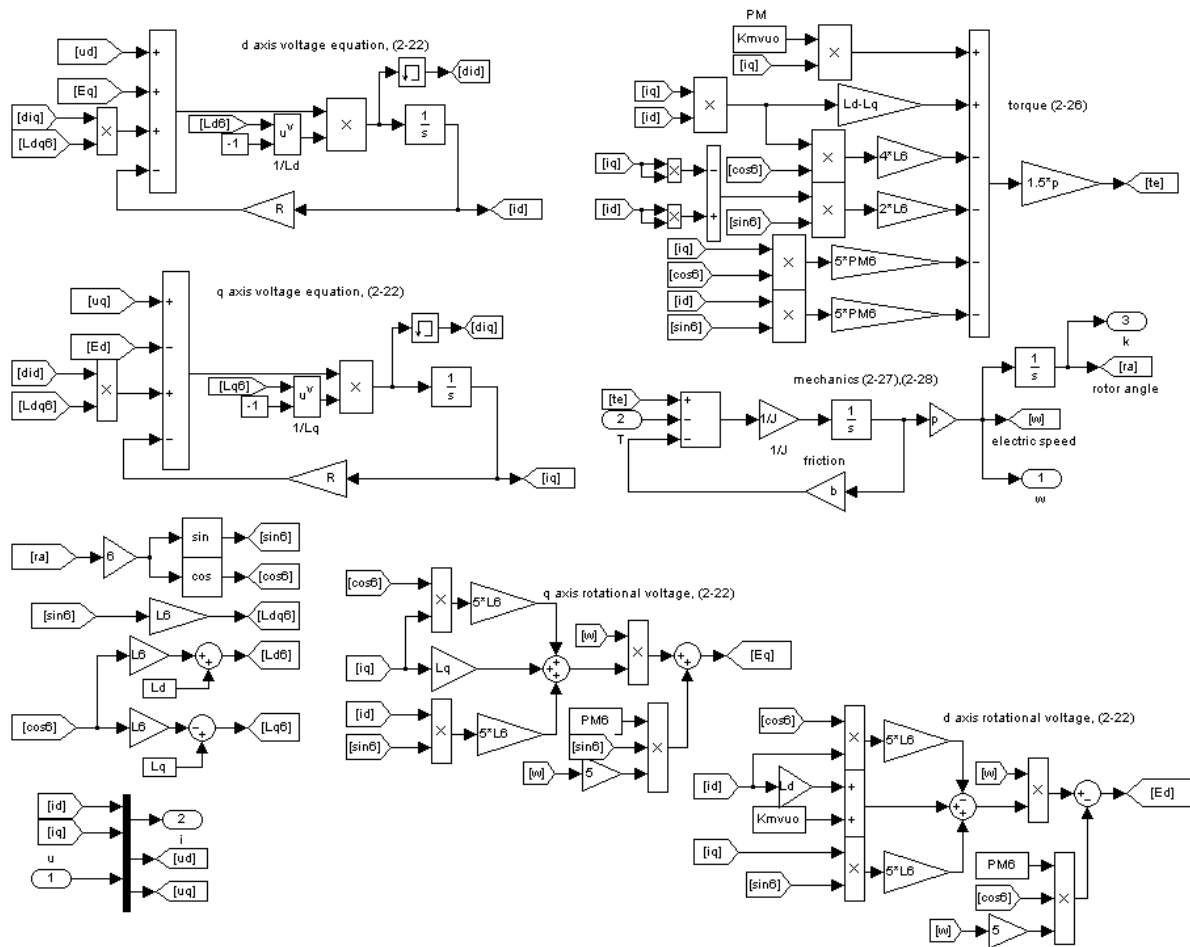 d axis voltage equation, (2-22)
[ud]
+
[Eq]
+
[diq]
[Ldq6]
×
+
−
[Ld6]
-1
u^v
1/Ld
×
[did]
1
s
R
[id]
q axis voltage equation, (2-22)
[uq]
+
[Ed]
−
[did]
[Ldq6]
×
+
−
[Lq6]
-1
u^v
1/Lq
×
[diq]
1
s
R
[iq]
PM
Kmvuo
[iq]
×
+
[iq]
[id]
×
Ld-Lq
+
torque (2-26)
[iq]
×
−
[cos6]
×
4*L6
−
[id]
×
+
[sin6]
×
2*L6
−
1.5*p
[te]
[iq]
[cos6]
×
5*PM6
−
[id]
[sin6]
×
5*PM6
−
mechanics (2-27),(2-28)
[te]
+
2
−
T
−
1/J
1/J
1
s
friction
b
p
1
s
3
k
[ra]
rotor angle
[w]
electric speed
1
w
[ra]
6
sin
[sin6]
cos
[cos6]
[sin6]
L6
[Ldq6]
[cos6]
L6
+
+
[Ld6]
Ld
L6
−
+
[Lq6]
Lq
[id]
[iq]
u
1
2
i
[ud]
[uq]
q axis rotational voltage, (2-22)
[cos6]
×
5*L6
[iq]
Lq
+
+
+
[w]
×
+
+
[Eq]
[id]
[sin6]
×
5*L6
PM6
[sin6]
[w]
5
×
d axis rotational voltage, (2-22)
[cos6]
×
5*L6
[id]
Ld
+
Kmvuo
+
−
+
+
[w]
×
+
−
[Ed]
[iq]
[sin6]
×
5*L6
PM6
[cos6]
[w]
5
×